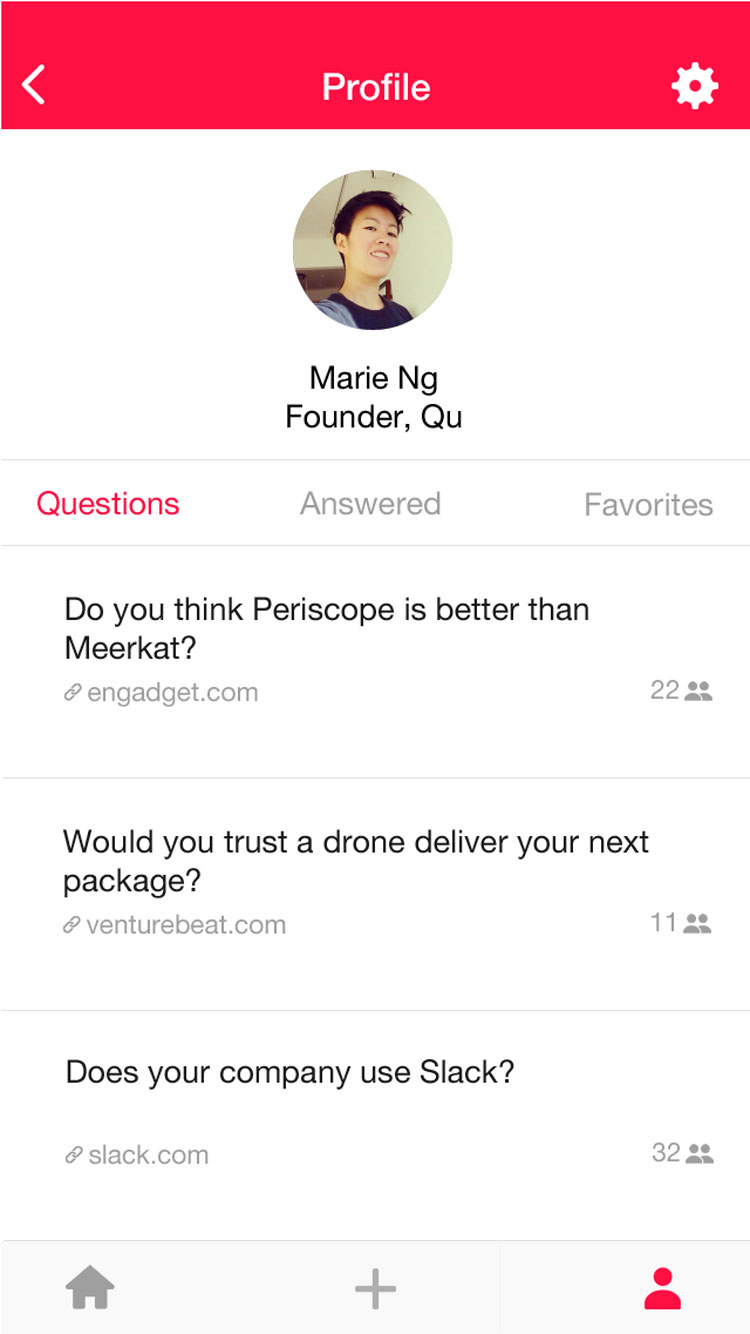 Profile
Marie Ng
Founder, Qu
Questions Answered Favorites
Do you think Periscope is better than
Meerkat?
engadget.com 22
Would you trust a drone deliver your next
package?
venturebeat.com 11
Does your company use Slack?
slack.com 32